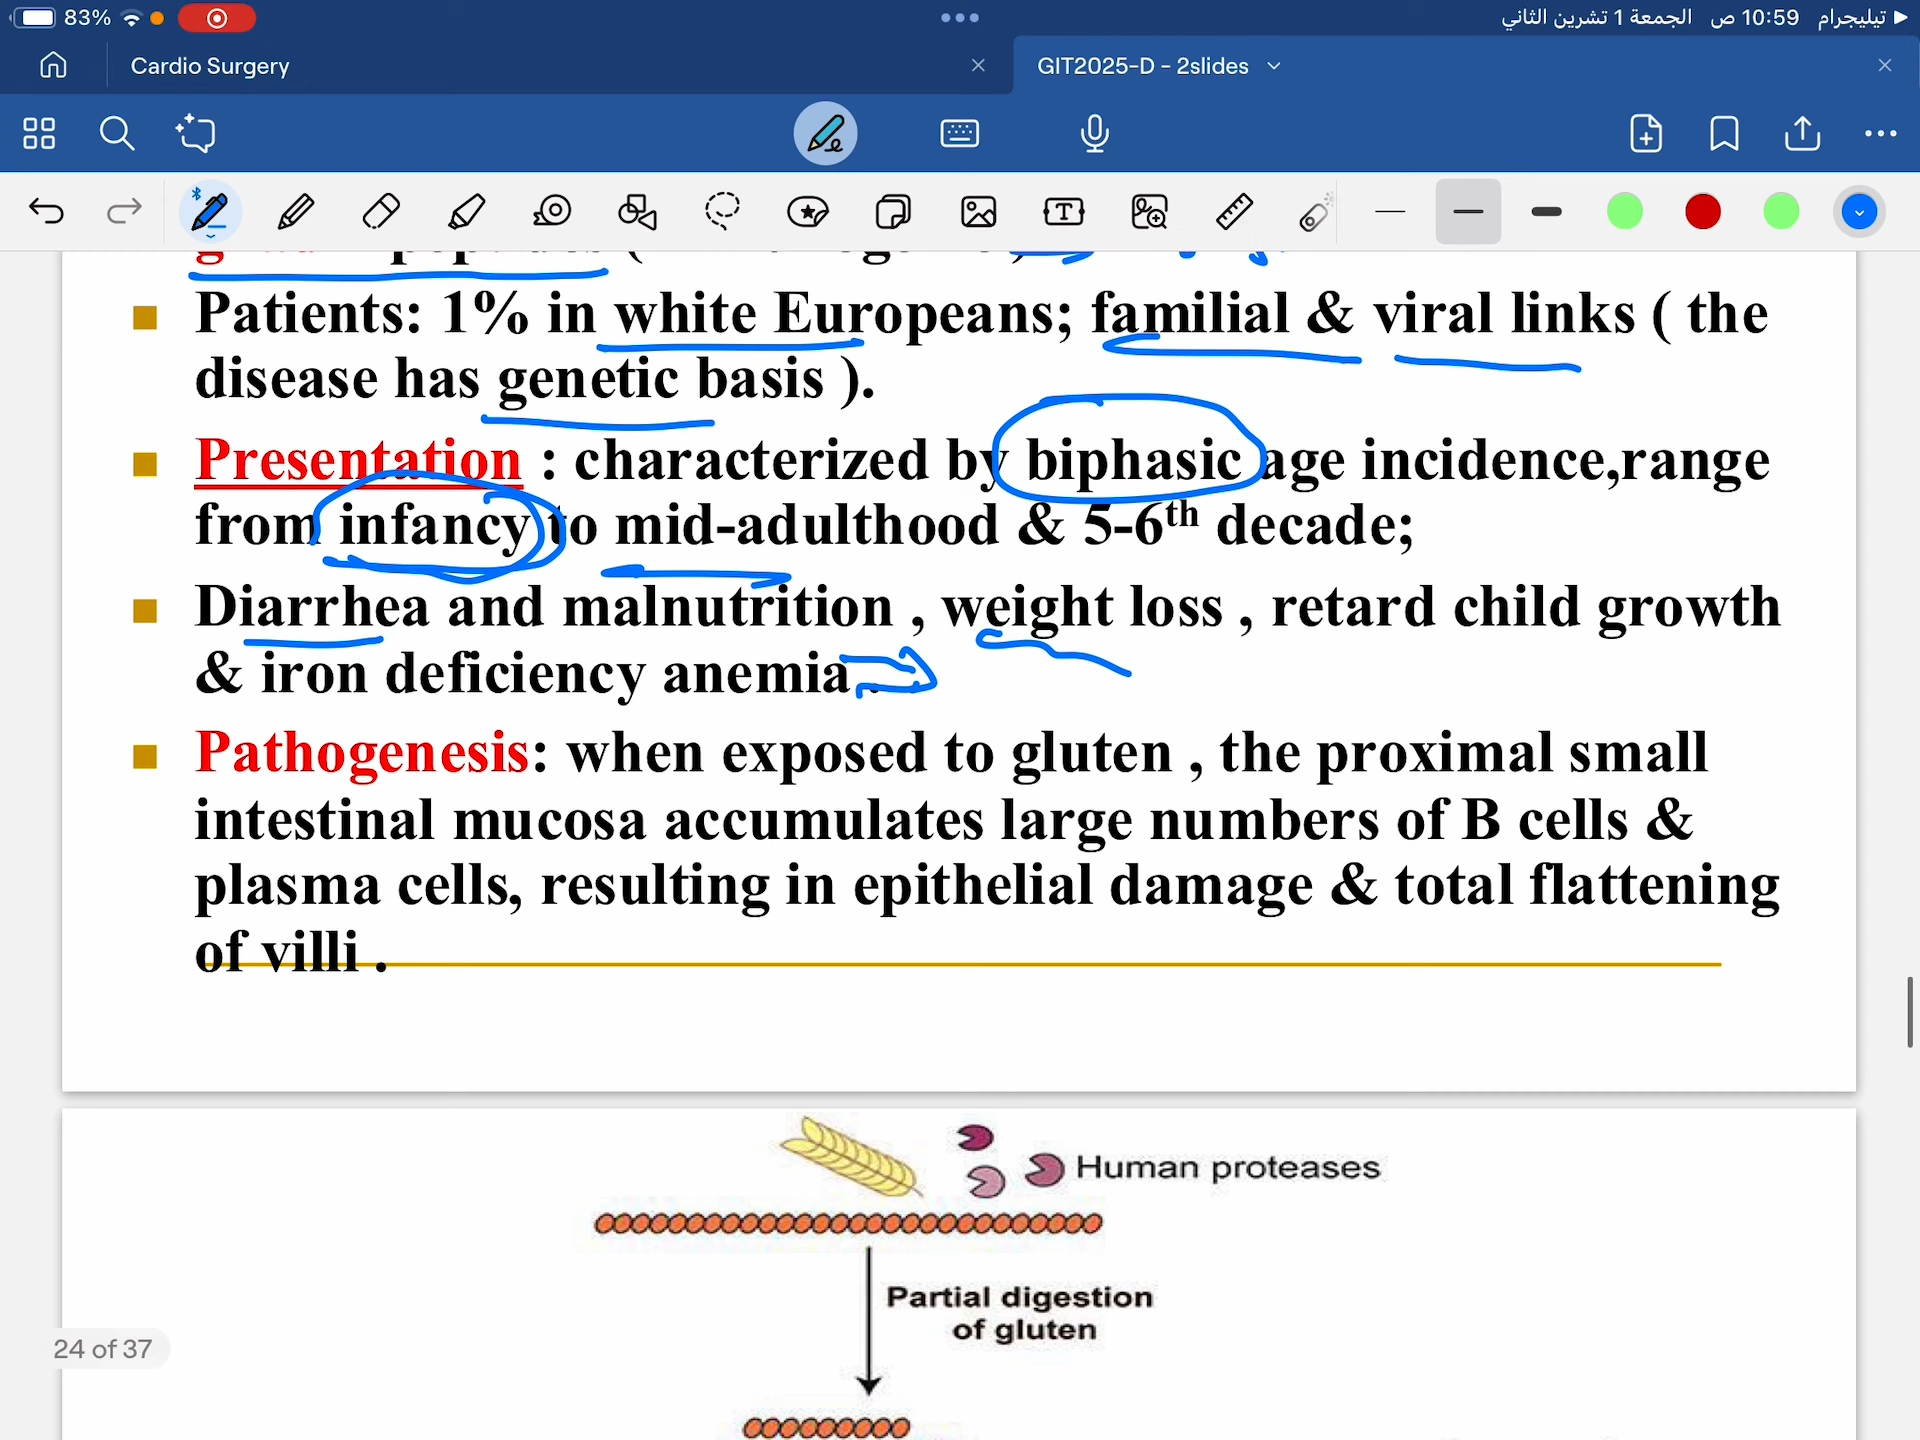 83%
الجمعة 1 تشرين الثاني 10:59 ص تيليجرام
Cardio Surgery
GIT2025-D - 2slides
Patients: 1% in white Europeans; familial & viral links ( the
disease has genetic basis ).
Presentation : characterized by biphasic age incidence,range
from infancy to mid-adulthood & 5-6th decade;
Diarrhea and malnutrition , weight loss , retard child growth
& iron deficiency anemia .
Pathogenesis: when exposed to gluten , the proximal small
intestinal mucosa accumulates large numbers of B cells &
plasma cells, resulting in epithelial damage & total flattening
of villi .
Human proteases
Partial digestion
of gluten
24 of 37